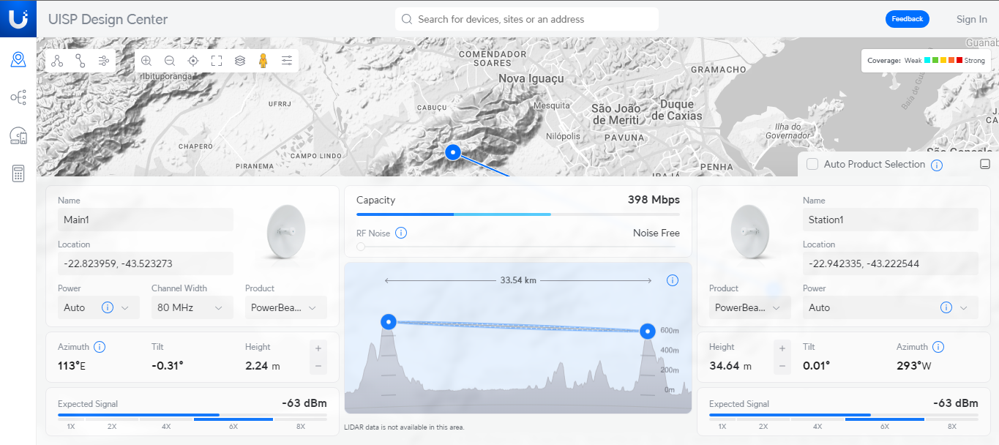 UISP Design Center
Search for devices, sites or an address
Feedback
Sign In
COMENDADOR
SOARES
Nova Iguaçu
GRAMACHO
Coverage: Weak Strong
Ibituporanga
UFRRJ
CABUÇU
Mesquita
São João
de Meriti
Duque
de Caxias
Baía de
Nilópolis
PAVUNA
Ilha do
Governador
CHAPERÓ
CAMPO LINDO
PIRANEMA
PENHA
Auto Product Selection
Name
Main1
Location
-22.823959, -43.523273
Power
Channel Width
Product
Auto
80 MHz
PowerBea...
Azimuth
Tilt
Height
113°E
-0.31°
2.24 m
Expected Signal
-63 dBm
1X 2X 4X 6X 8X
Capacity
398 Mbps
RF Noise
Noise Free
33.54 km
600m
400m
200m
0m
LIDAR data is not available in this area.
Name
Station1
Location
-22.942335, -43.222544
Product
Power
PowerBea...
Auto
Height
Tilt
Azimuth
34.64 m
0.01°
293°W
Expected Signal
-63 dBm
1X 2X 4X 6X 8X